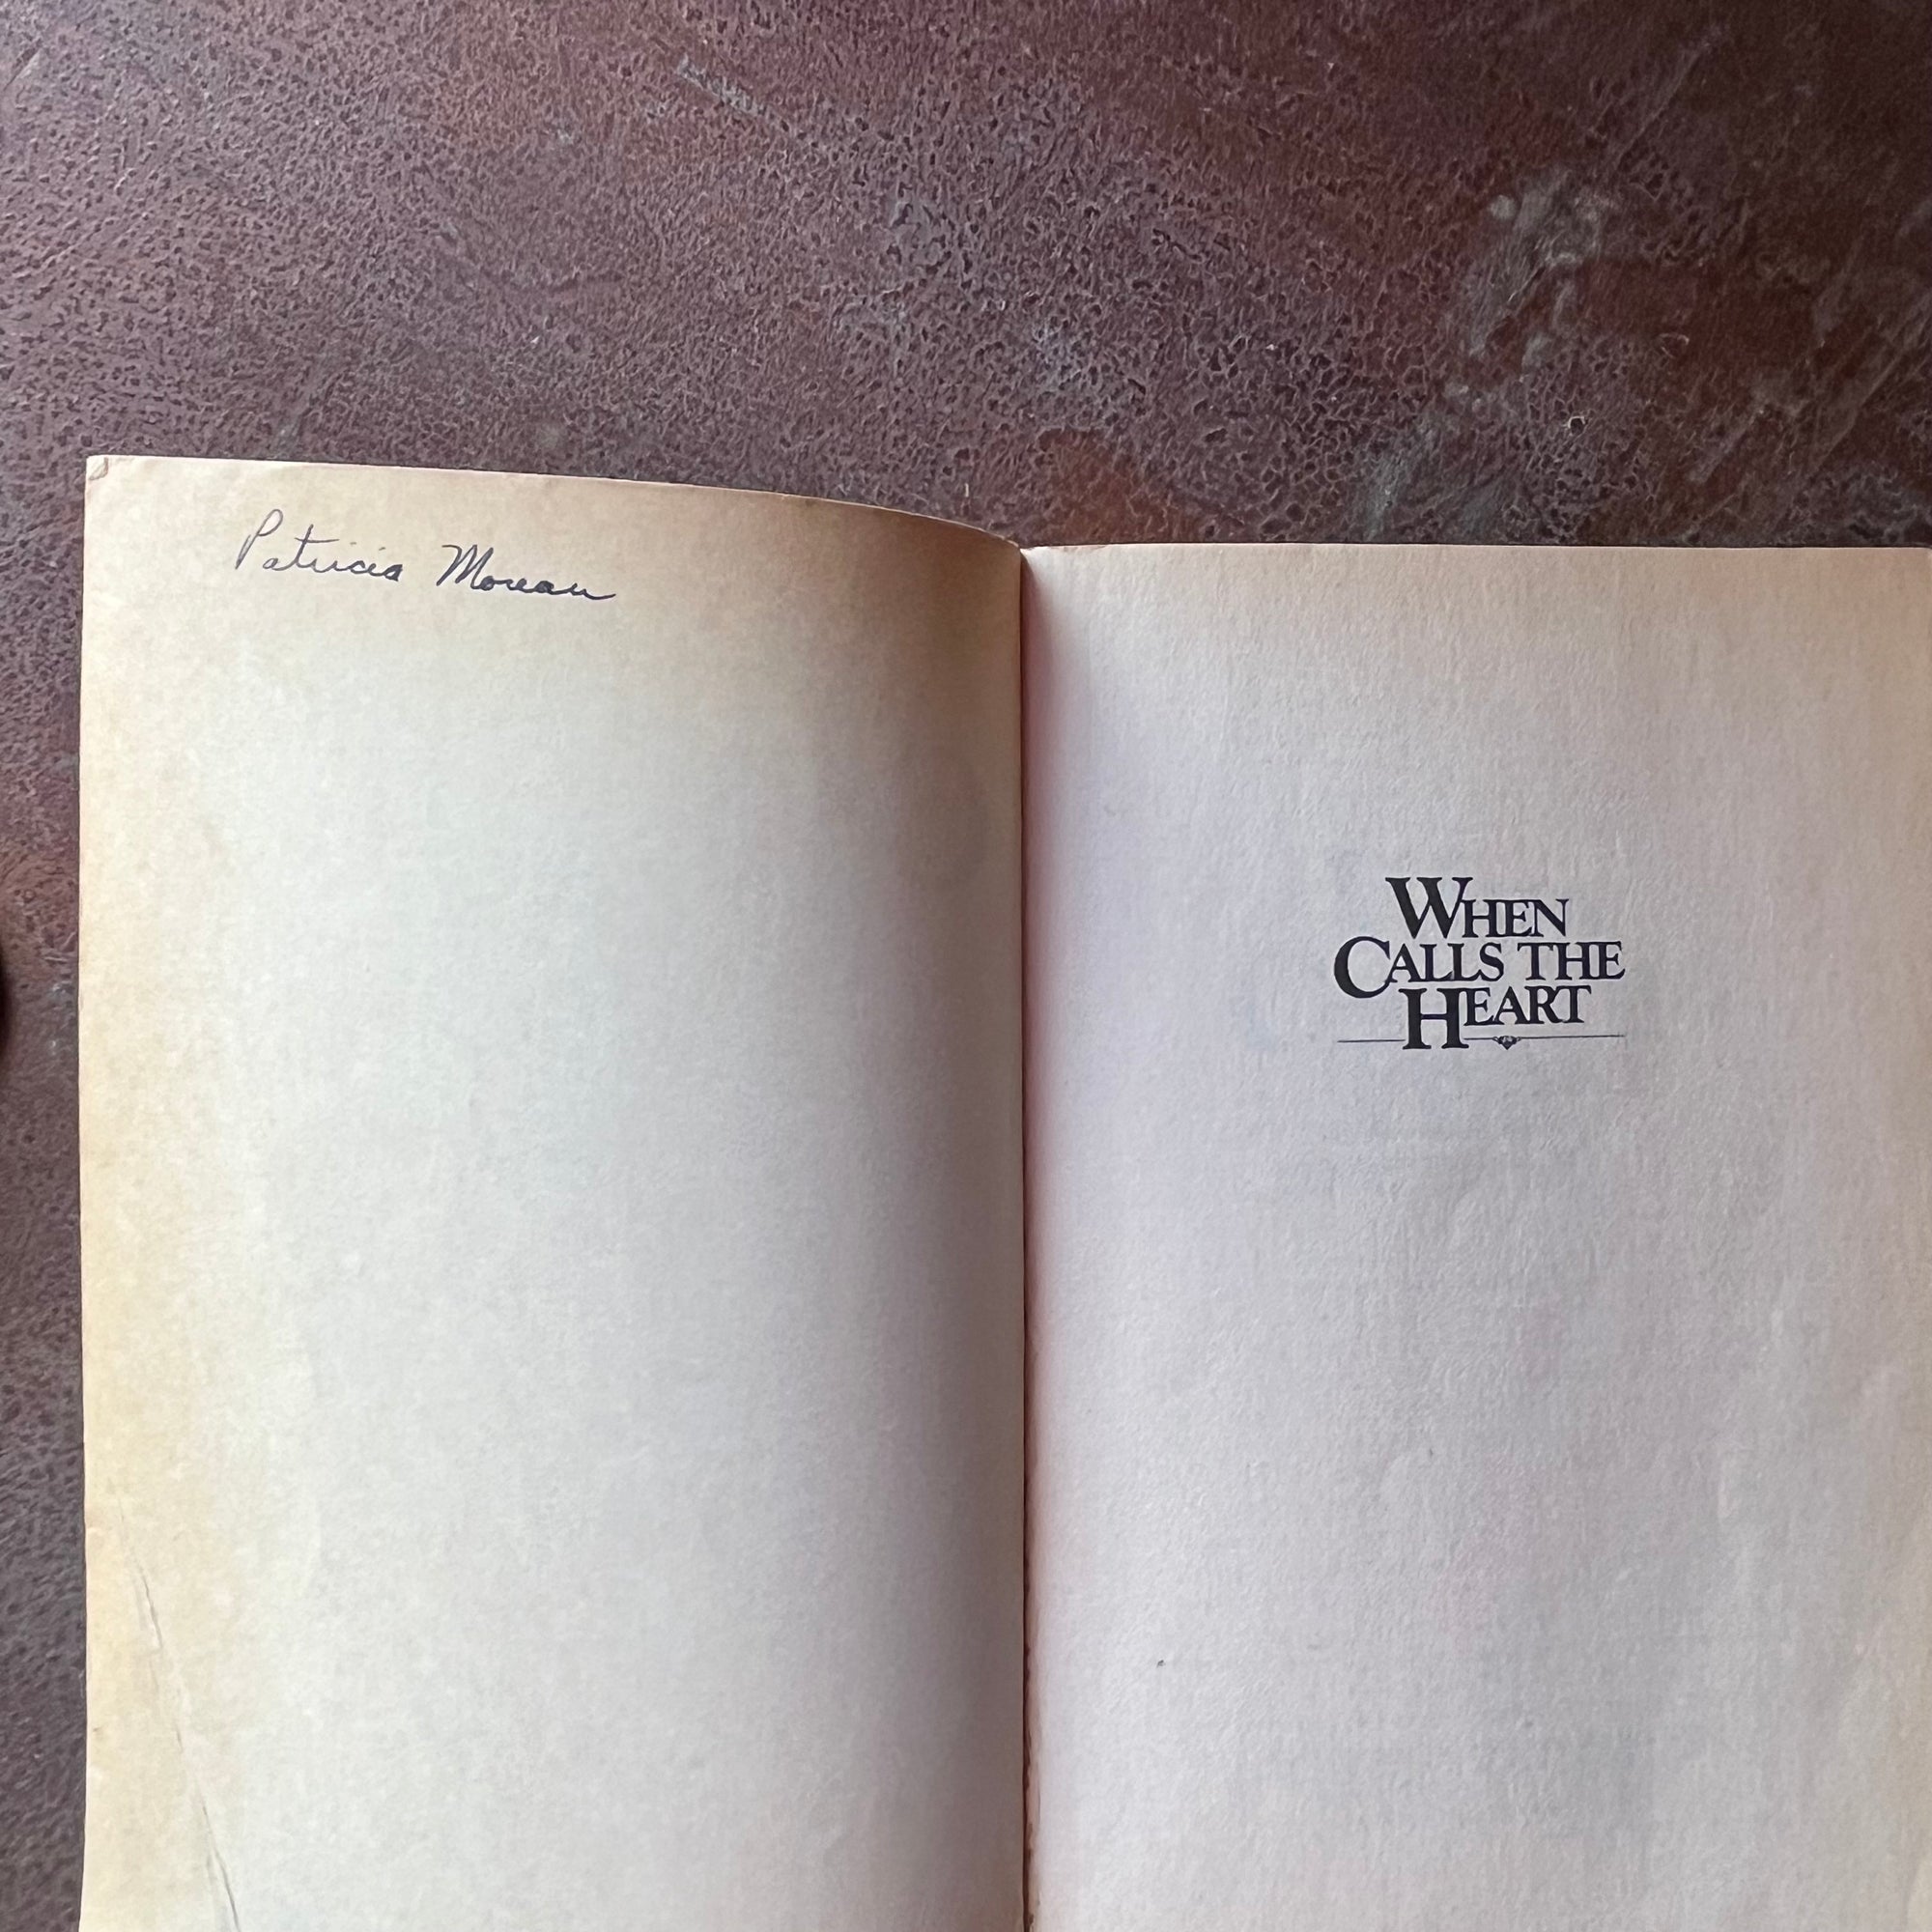 Patricia Moreau
WHEN
CALLS THE
HEART